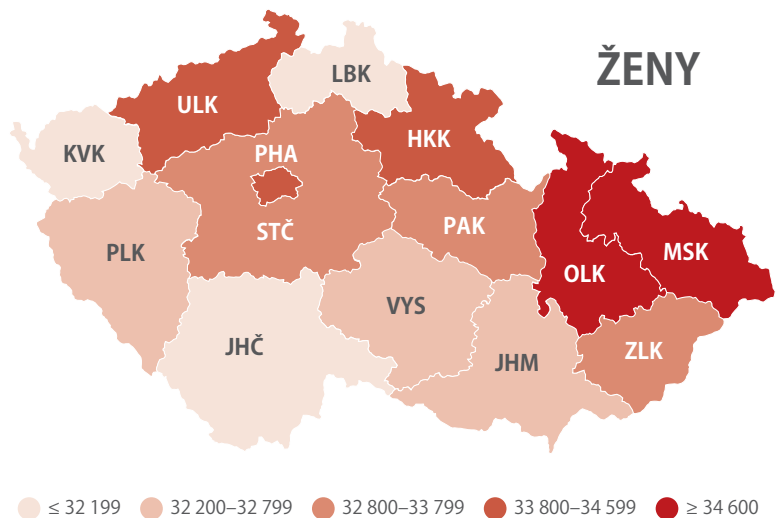 ŽENY
LBK
ULK
HKK
KVK
PHA
STČ
PAK
PLK
OLK
MSK
VYS
JHČ
JHM
ZLK
≤ 32 199 32 200–32 799 32 800–33 799 33 800–34 599 ≥ 34 600